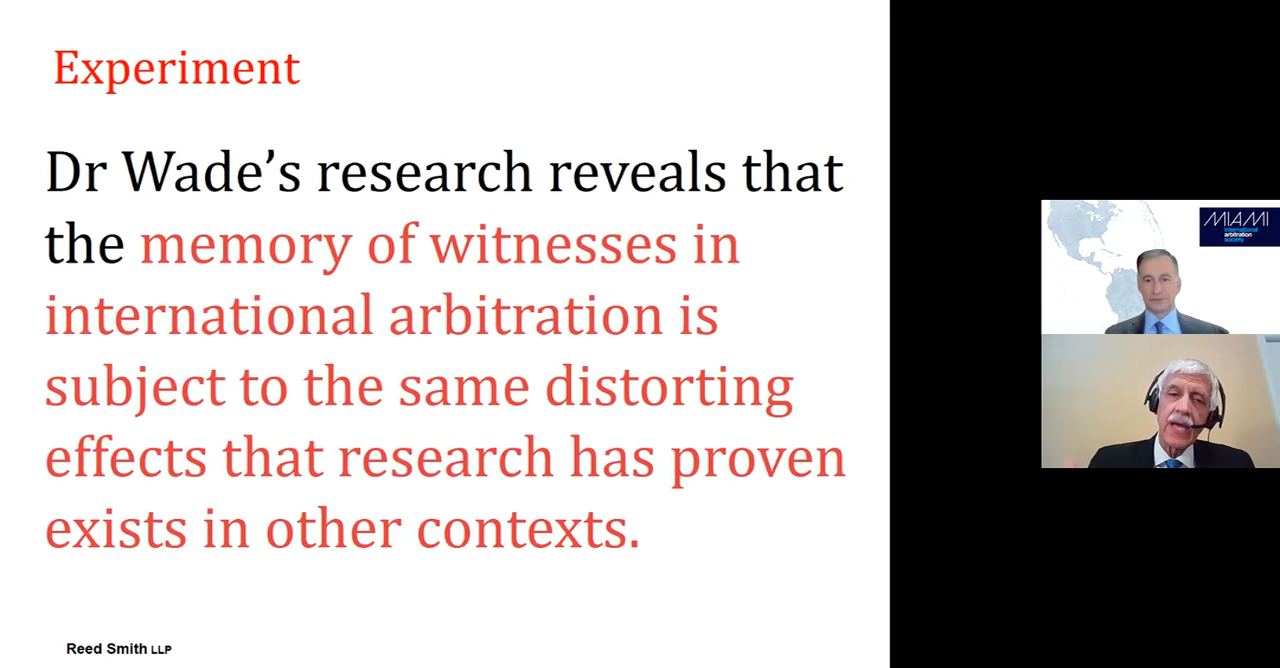 Experiment
Dr Wade’s research reveals that
the memory of witnesses in
international arbitration is
subject to the same distorting
effects that research has proven
exists in other contexts.
Reed Smith LLP
MIAMI
international
arbitration
society